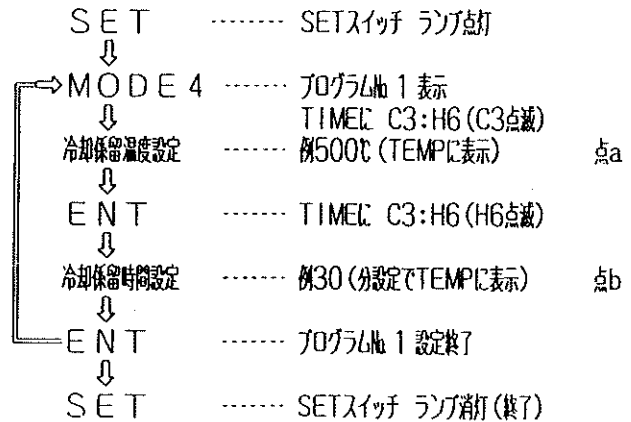 SET ……… SETスイッチ ランプ点灯
⇩
⇨MODE4 ……… プログラム№1 表示
⇩ TIMEに C3:H6(C3点滅)
冷却保留温度設定 ……… 例500℃(TEMPに表示) 点a
⇩
ENT ……… TIMEに C3:H6(H6点滅)
⇩
冷却保留時間設定 ……… 例30(分設定でTEMPに表示) 点b
⇩
ENT ……… プログラム№1 設定終了
⇩
SET ……… SETスイッチ ランプ消灯(終了)